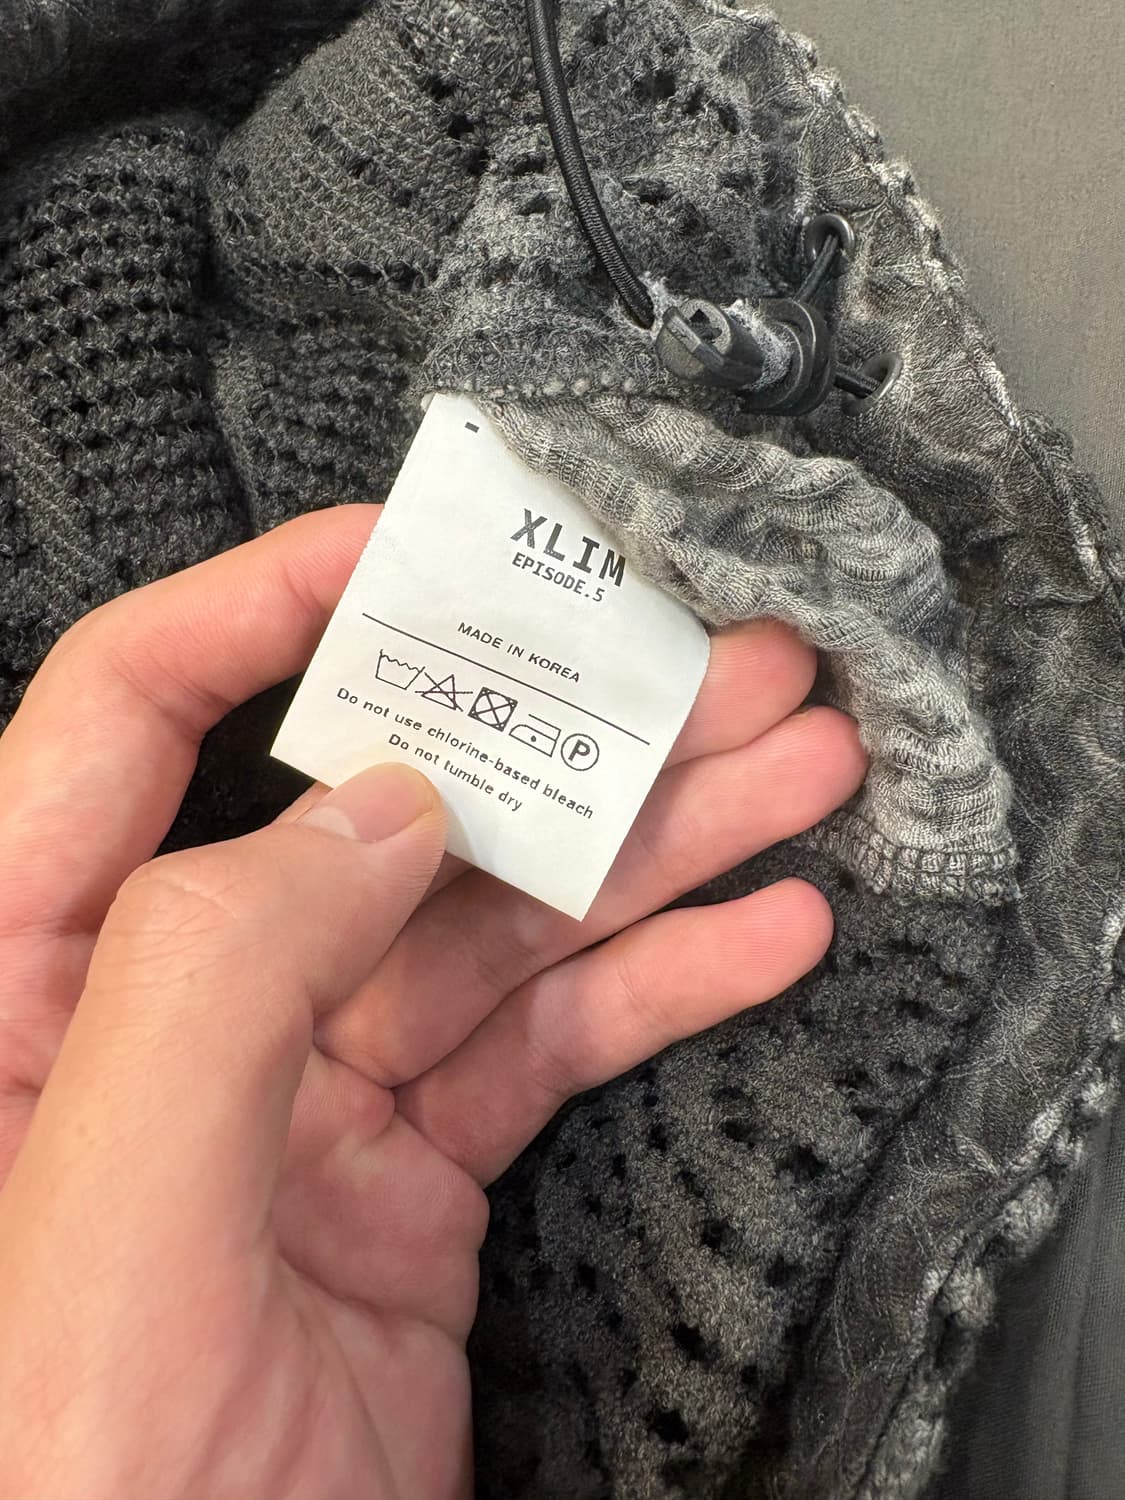 XLIM
EPISODE.5
MADE IN KOREA
P
Do not use chlorine-based bleach
Do not tumble dry